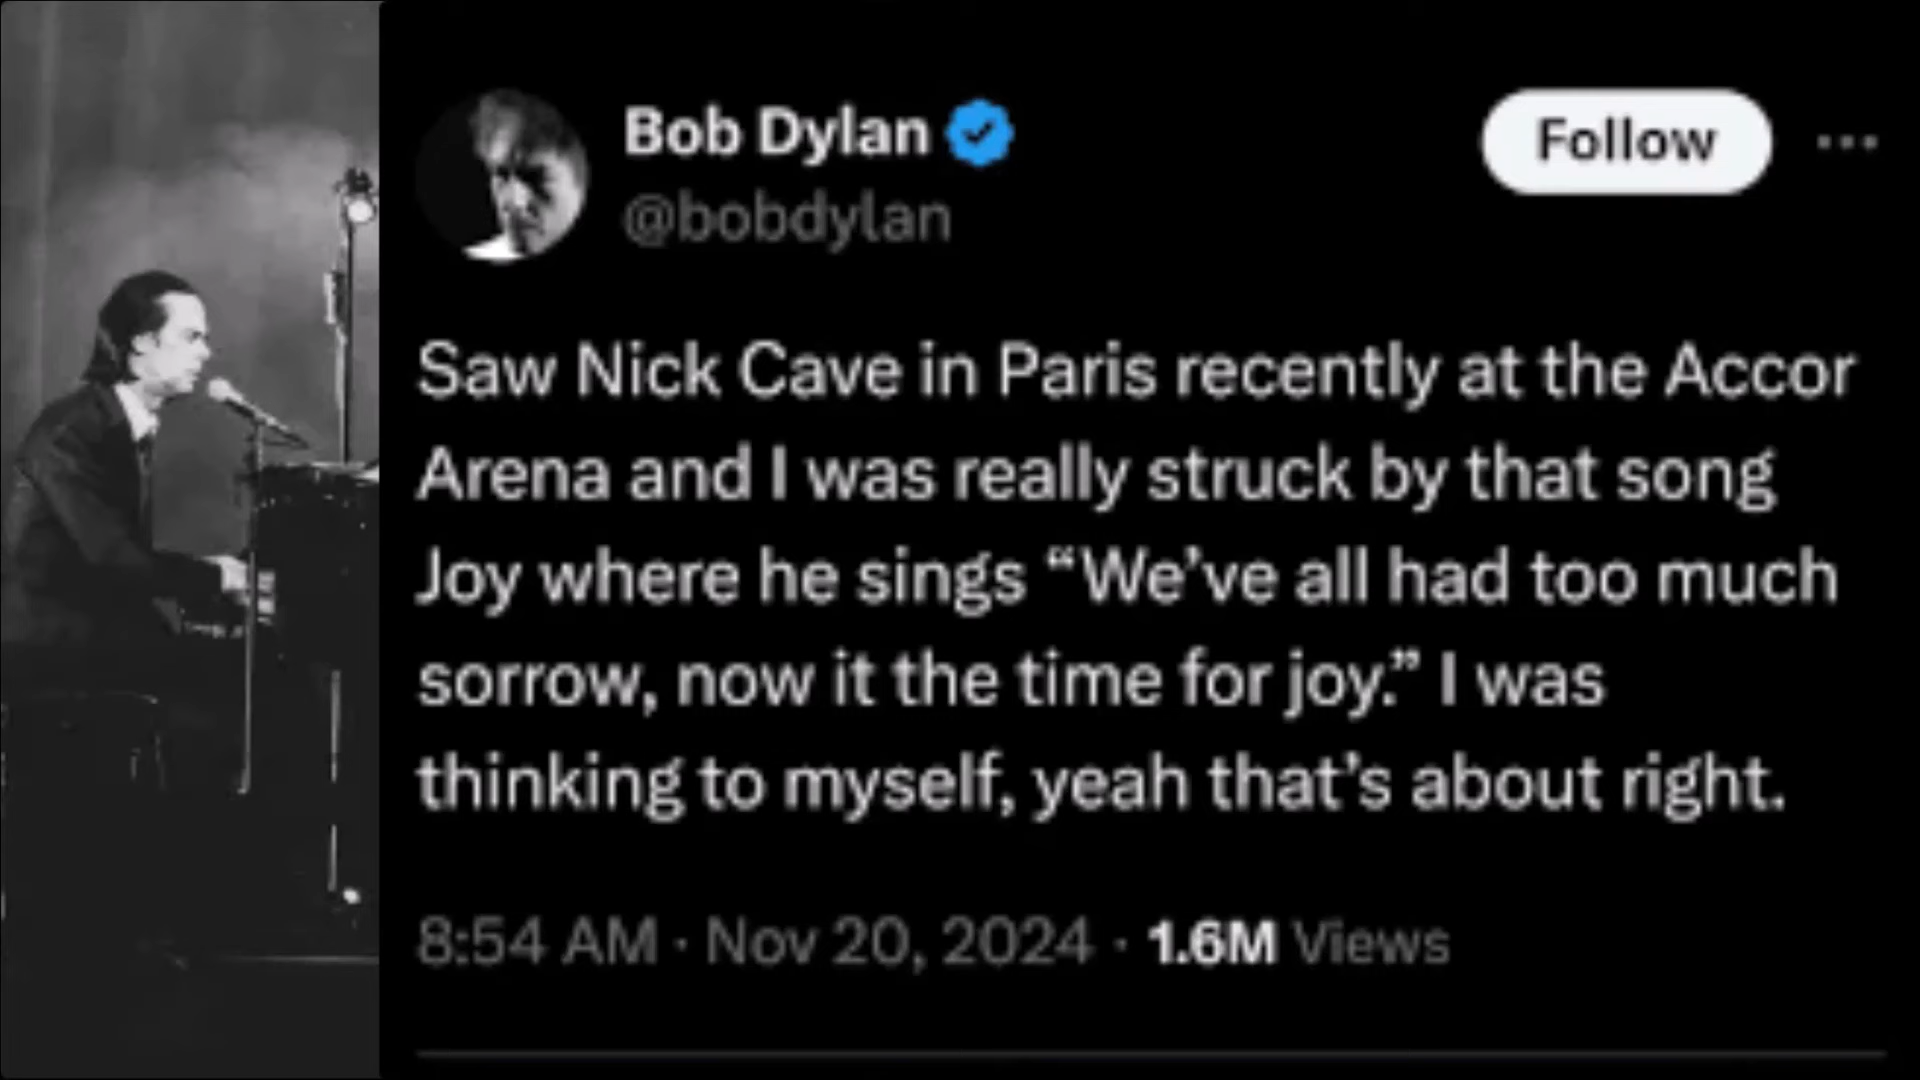 Bob Dylan
Follow
@bobdylan
Saw Nick Cave in Paris recently at the Accor
Arena and I was really struck by that song
Joy where he sings “We’ve all had too much
sorrow, now it the time for joy.” I was
thinking to myself, yeah that’s about right.
8:54 AM · Nov 20, 2024 · 1.6M Views